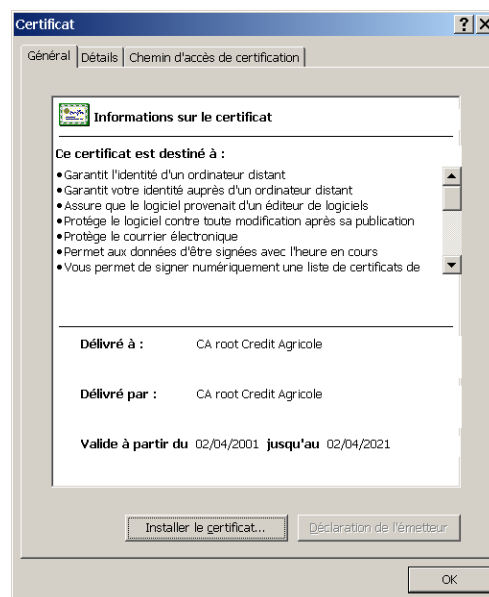 Certificat
Général Détails Chemin d'accès de certification
Informations sur le certificat
Ce certificat est destiné à :
•Garantit l'identité d'un ordinateur distant
•Garantit votre identité auprès d'un ordinateur distant
•Assure que le logiciel provenait d'un éditeur de logiciels
•Protége le logiciel contre toute modification après sa publication
•Protège le courrier électronique
•Permet aux données d'être signées avec l'heure en cours
•Vous permet de signer numériquement une liste de certificats de
Délivré à : CA root Credit Agricole
Délivré par : CA root Credit Agricole
Valide à partir du 02/04/2001 jusqu'au 02/04/2021
Installer le certificat... Déclaration de l'émetteur
OK